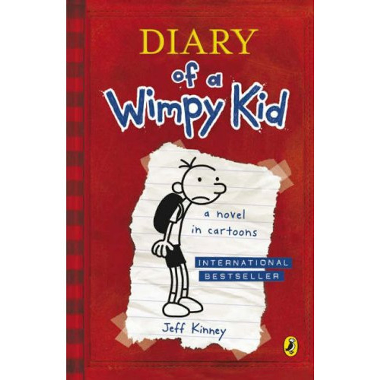 DIARY
of a
Wimpy Kid
a novel
in cartoons
INTERNATIONAL
BESTSELLER
Jeff Kinney